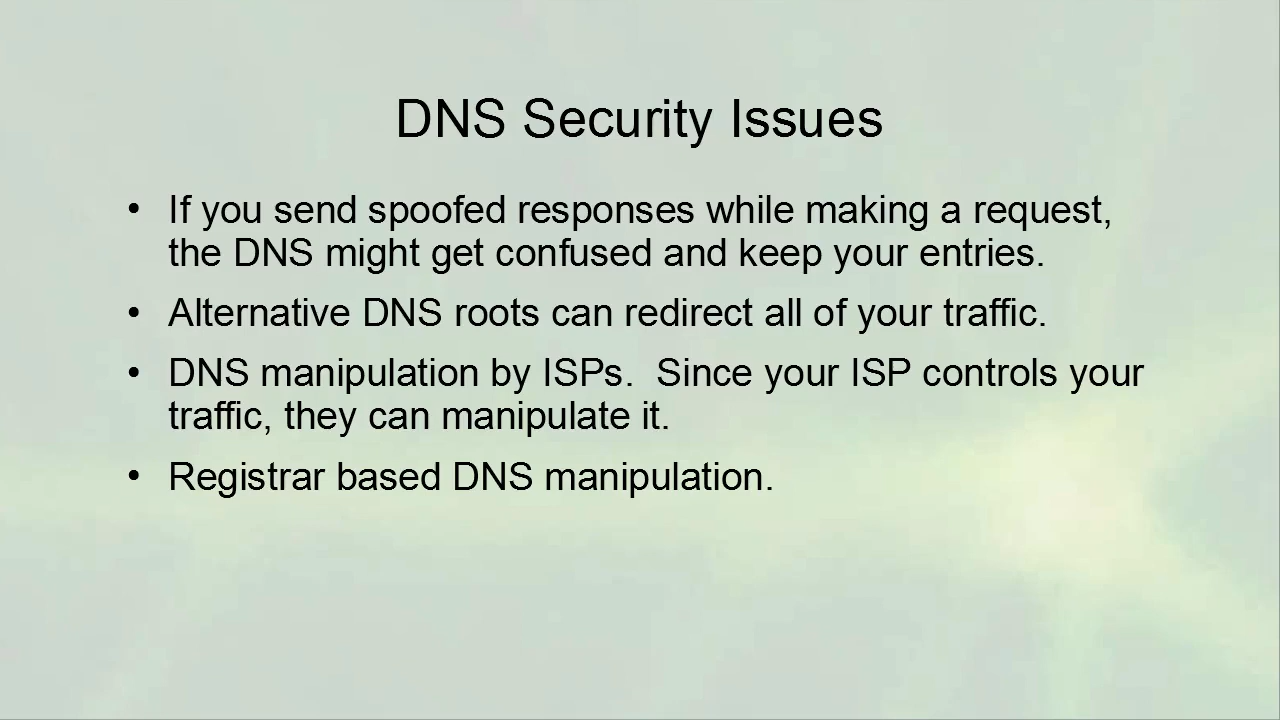 DNS Security Issues
• If you send spoofed responses while making a request,
the DNS might get confused and keep your entries.
• Alternative DNS roots can redirect all of your traffic.
• DNS manipulation by ISPs.  Since your ISP controls your
traffic, they can manipulate it.
• Registrar based DNS manipulation.